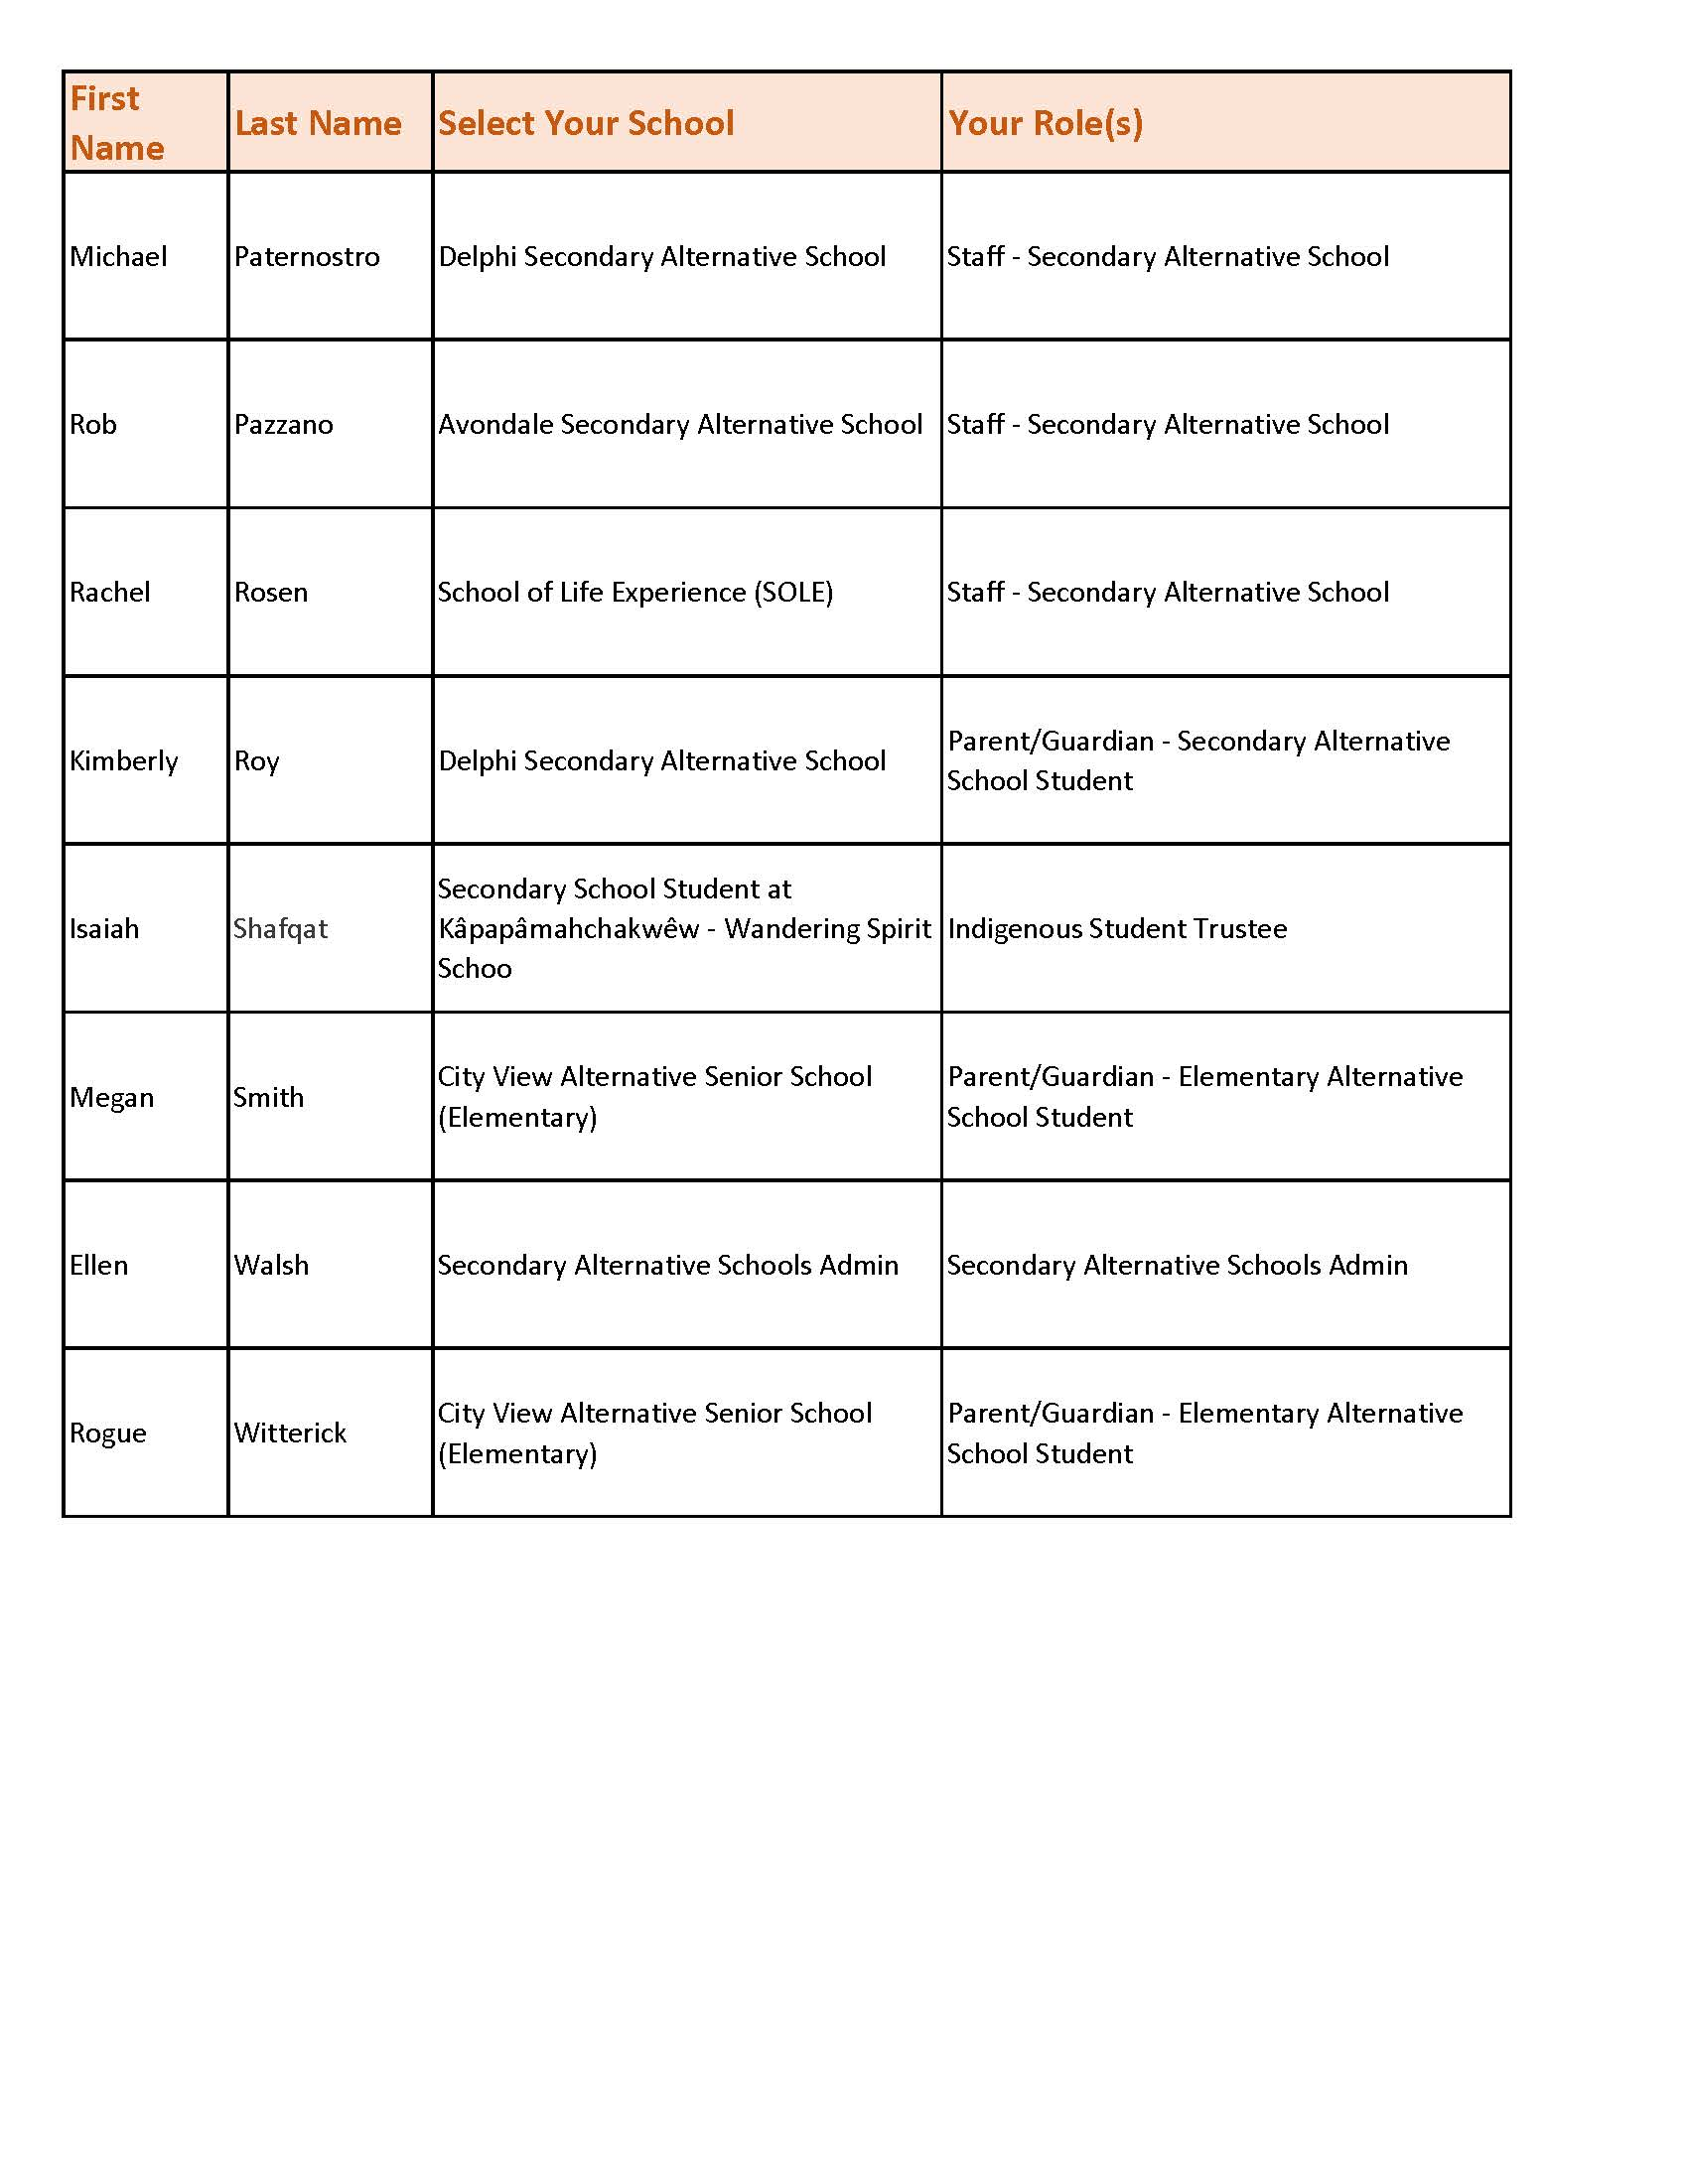 First
Name
Last Name
Select Your School
Your Role(s)
Michael
Paternostro
Delphi Secondary Alternative School
Staff - Secondary Alternative School
Rob
Pazzano
Avondale Secondary Alternative School
Staff - Secondary Alternative School
Rachel
Rosen
School of Life Experience (SOLE)
Staff - Secondary Alternative School
Kimberly
Roy
Delphi Secondary Alternative School
Parent/Guardian - Secondary Alternative
School Student
Isaiah
Shafqat
Secondary School Student at
Kâpapâmahchakwêw - Wandering Spirit
Schoo
Indigenous Student Trustee
Megan
Smith
City View Alternative Senior School
(Elementary)
Parent/Guardian - Elementary Alternative
School Student
Ellen
Walsh
Secondary Alternative Schools Admin
Secondary Alternative Schools Admin
Rogue
Witterick
City View Alternative Senior School
(Elementary)
Parent/Guardian - Elementary Alternative
School Student